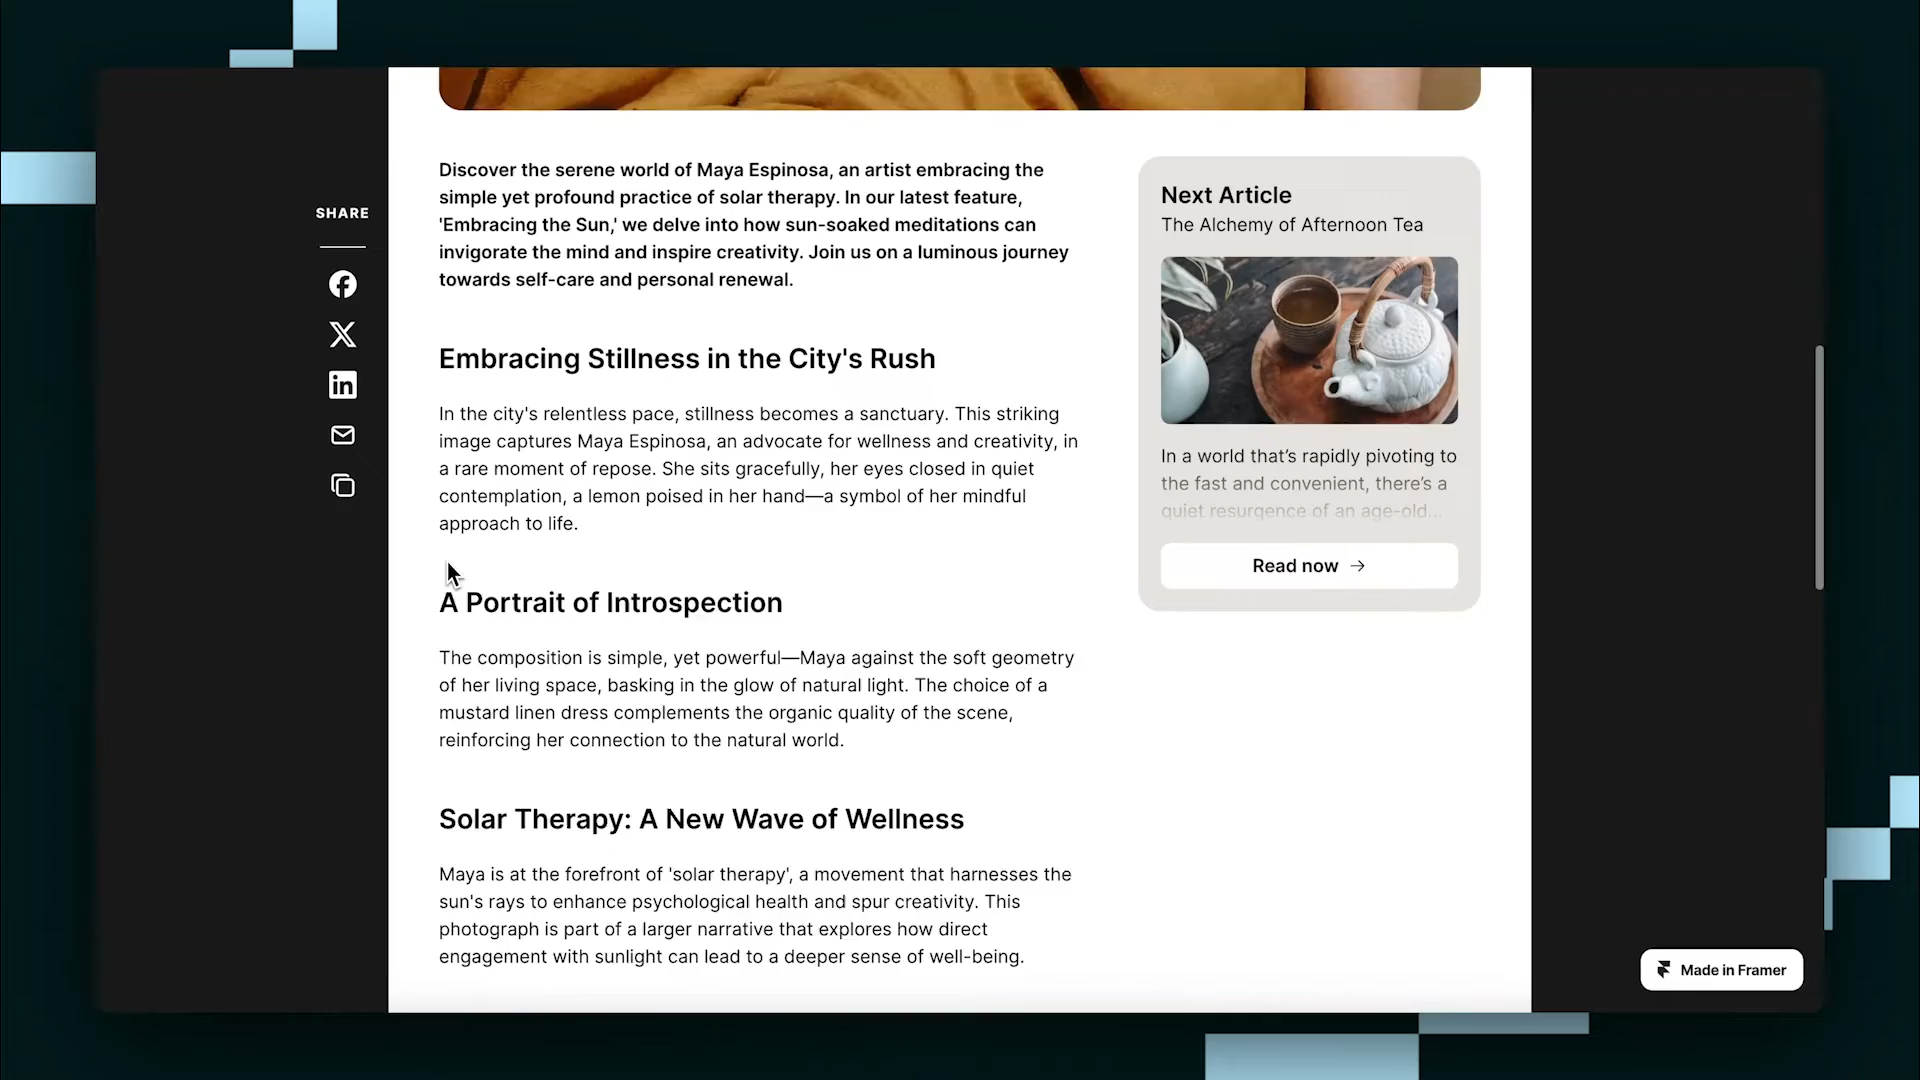 SHARE
Discover the serene world of Maya Espinosa, an artist embracing the
simple yet profound practice of solar therapy. In our latest feature,
'Embracing the Sun,' we delve into how sun-soaked meditations can
invigorate the mind and inspire creativity. Join us on a luminous journey
towards self-care and personal renewal.
Embracing Stillness in the City's Rush
In the city's relentless pace, stillness becomes a sanctuary. This striking
image captures Maya Espinosa, an advocate for wellness and creativity, in
a rare moment of repose. She sits gracefully, her eyes closed in quiet
contemplation, a lemon poised in her hand—a symbol of her mindful
approach to life.
A Portrait of Introspection
The composition is simple, yet powerful—Maya against the soft geometry
of her living space, basking in the glow of natural light. The choice of a
mustard linen dress complements the organic quality of the scene,
reinforcing her connection to the natural world.
Solar Therapy: A New Wave of Wellness
Maya is at the forefront of 'solar therapy', a movement that harnesses the
sun's rays to enhance psychological health and spur creativity. This
photograph is part of a larger narrative that explores how direct
engagement with sunlight can lead to a deeper sense of well-being.
Next Article
The Alchemy of Afternoon Tea
In a world that’s rapidly pivoting to
the fast and convenient, there’s a
quiet resurgence of an age-old...
Read now →
Made in Framer